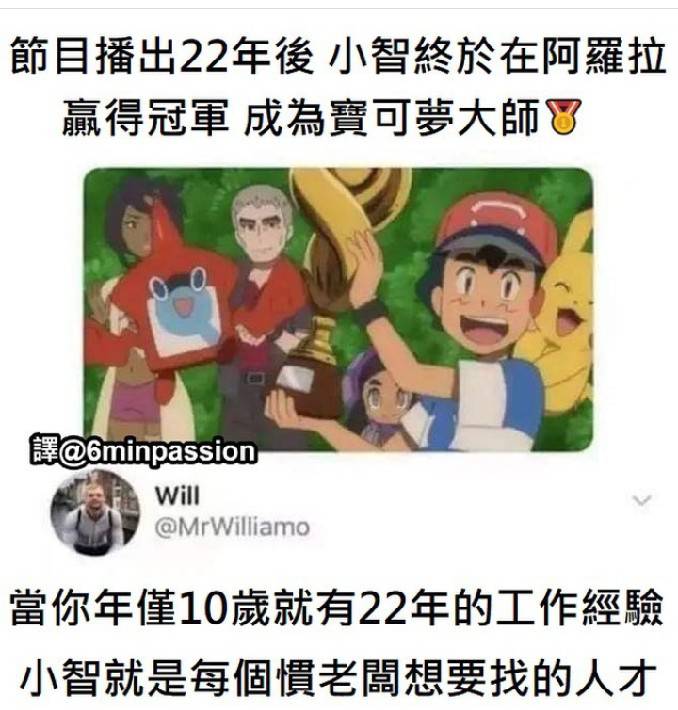 節目播出22年後 小智終於在阿羅拉
贏得冠軍 成為寶可夢大師🏅
譯@6minpassion
Will
@MrWilliamo
當你年僅10歲就有22年的工作經驗
小智就是每個慣老闆想要找的人才